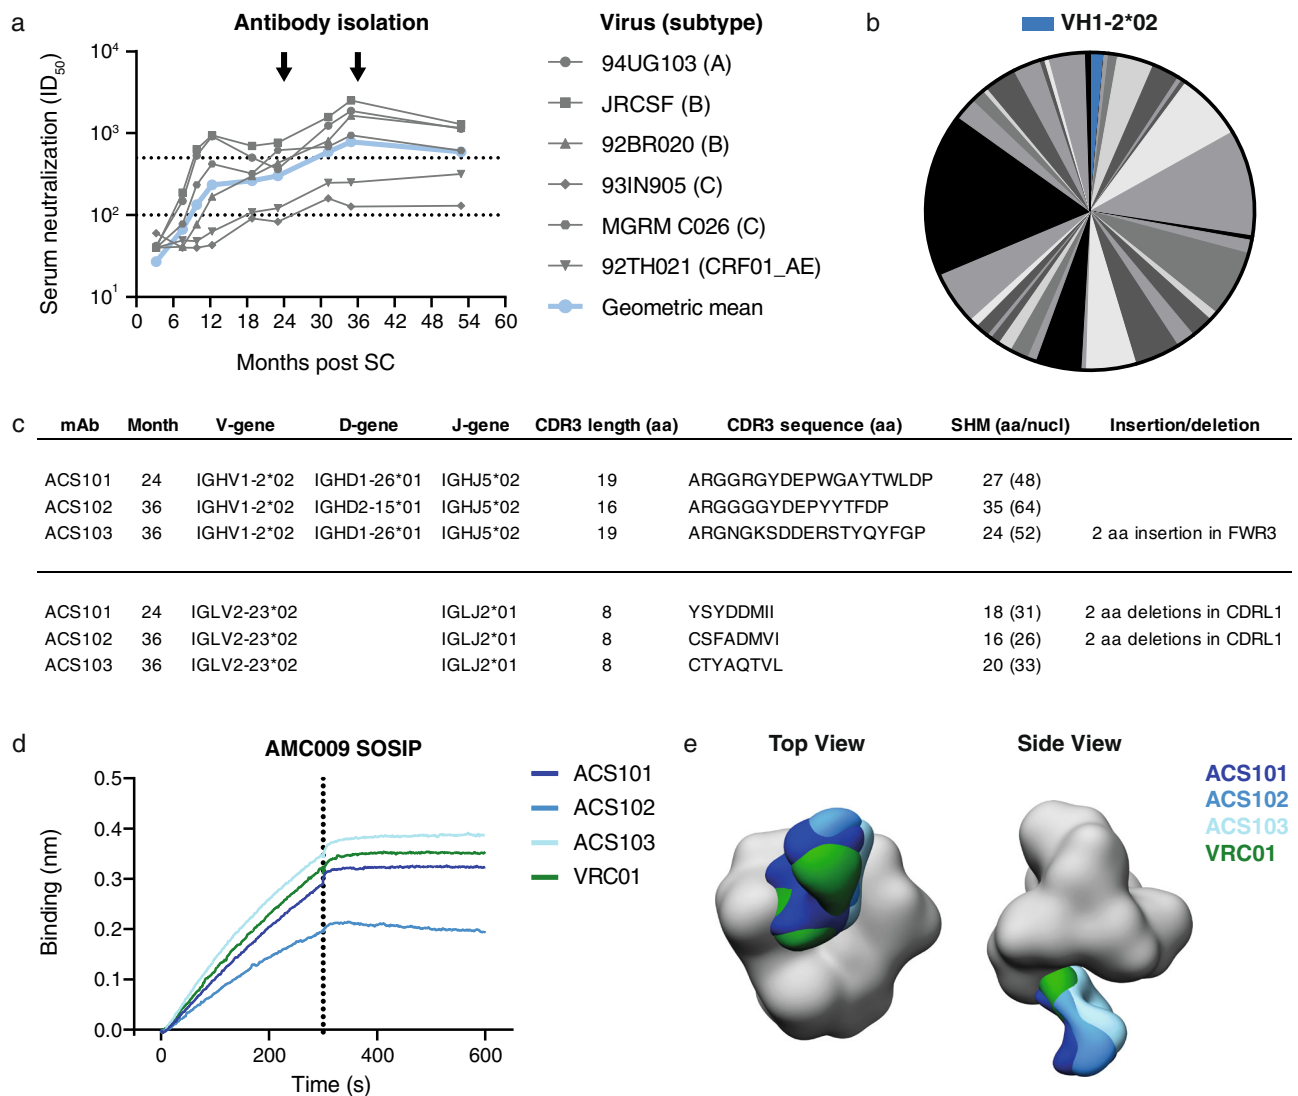 a
Antibody isolation
Virus (subtype)
Serum neutralization (ID50)
10^4
10^3
10^2
10^1
0 6 12 18 24 30 36 42 48 54 60
Months post SC
94UG103 (A)
JRCSF (B)
92BR020 (B)
93IN905 (C)
MGRM C026 (C)
92TH021 (CRF01_AE)
Geometric mean
b
VH1-2*02
c
mAb Month V-gene D-gene J-gene CDR3 length (aa) CDR3 sequence (aa) SHM (aa/nucl) Insertion/deletion
ACS101 24 IGHV1-2*02 IGHD1-26*01 IGHJ5*02 19 ARGGRGYDEPWGAYTWLDP 27 (48)
ACS102 36 IGHV1-2*02 IGHD2-15*01 IGHJ5*02 16 ARGGGGYDEPYYTFDP 35 (64)
ACS103 36 IGHV1-2*02 IGHD1-26*01 IGHJ5*02 19 ARGNGKSDDERSTYQYFGP 24 (52) 2 aa insertion in FWR3
ACS101 24 IGLV2-23*02 IGLJ2*01 8 YSYDDMII 18 (31) 2 aa deletions in CDRL1
ACS102 36 IGLV2-23*02 IGLJ2*01 8 CSFADMVI 16 (26) 2 aa deletions in CDRL1
ACS103 36 IGLV2-23*02 IGLJ2*01 8 CTYAQTVL 20 (33)
d
AMC009 SOSIP
Binding (nm)
0.5
0.4
0.3
0.2
0.1
0.0
0 200 400 600
Time (s)
ACS101
ACS102
ACS103
VRC01
e
Top View
Side View
ACS101
ACS102
ACS103
VRC01